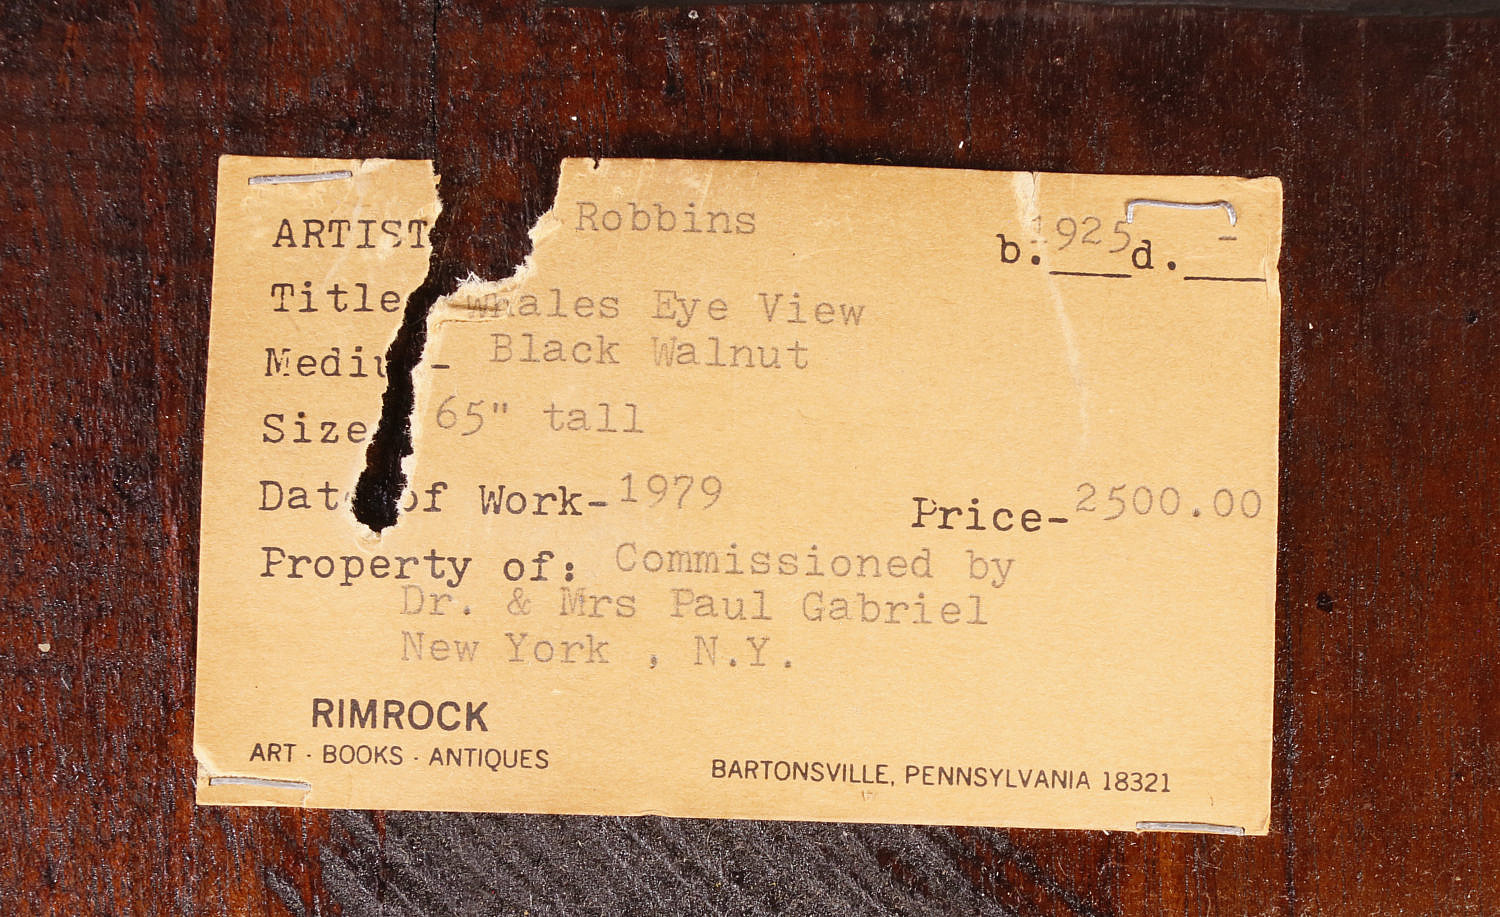 ARTIST Robbins b. 1925 d. -
Title Whales Eye View
Mediu - Black Walnut
Size 65" tall
Date of Work- 1979 Price- 2500.00
Property of: Commissioned by
Dr. & Mrs Paul Gabriel
New York , N.Y.
RIMROCK
ART · BOOKS · ANTIQUES
BARTONSVILLE, PENNSYLVANIA 18321